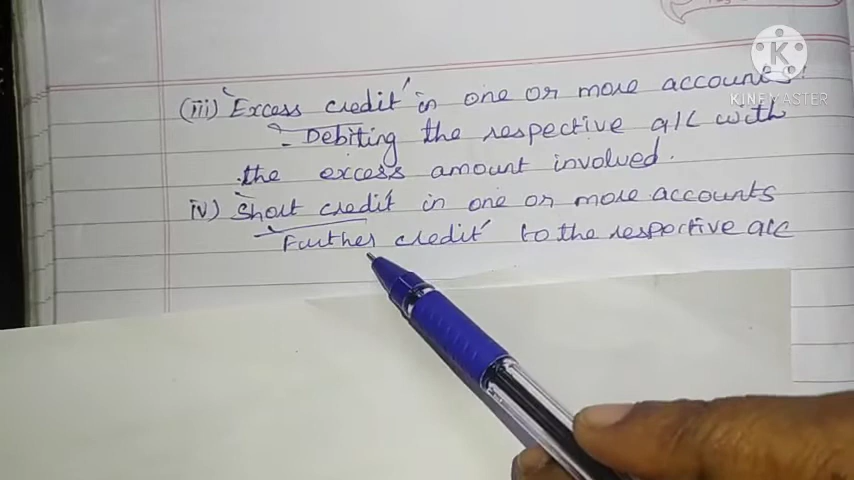 KINEMASTER
(iii) 'Excess credit' in one or more accounts.
- Debiting the respective a/c with
the excess amount involved.
iv) 'Short credit in one or more accounts
'Further credit' to the respective a/c